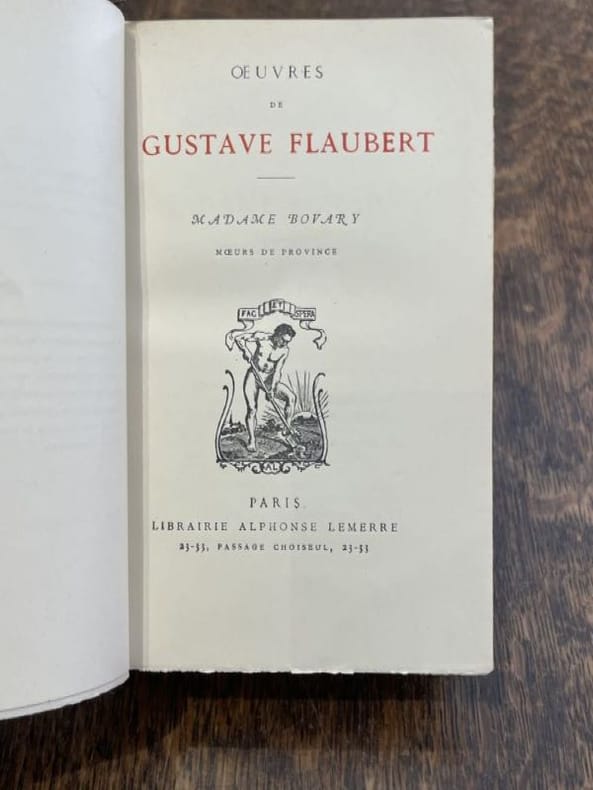 ŒUVRES
DE
GUSTAVE FLAUBERT
MADAME BOVARY
MŒURS DE PROVINCE
FAC ET SPERA
AL
PARIS
LIBRAIRIE ALPHONSE LEMERRE
23-33, PASSAGE CHOISEUL, 23-33